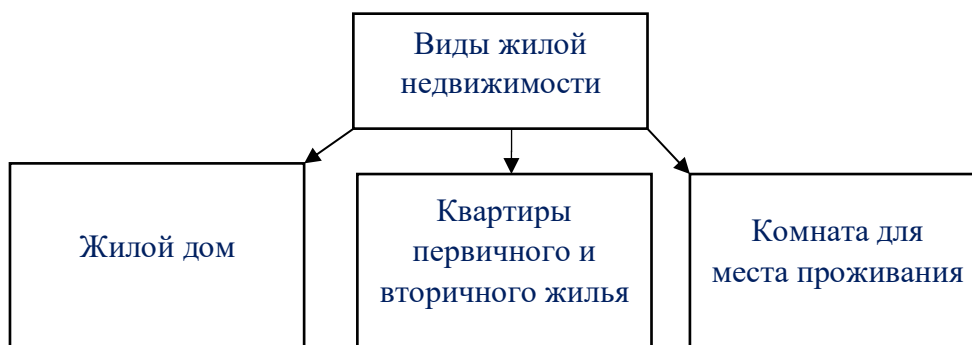 Виды жилой
недвижимости
Жилой дом
Квартиры
первичного и
вторичного жилья
Комната для
места проживания